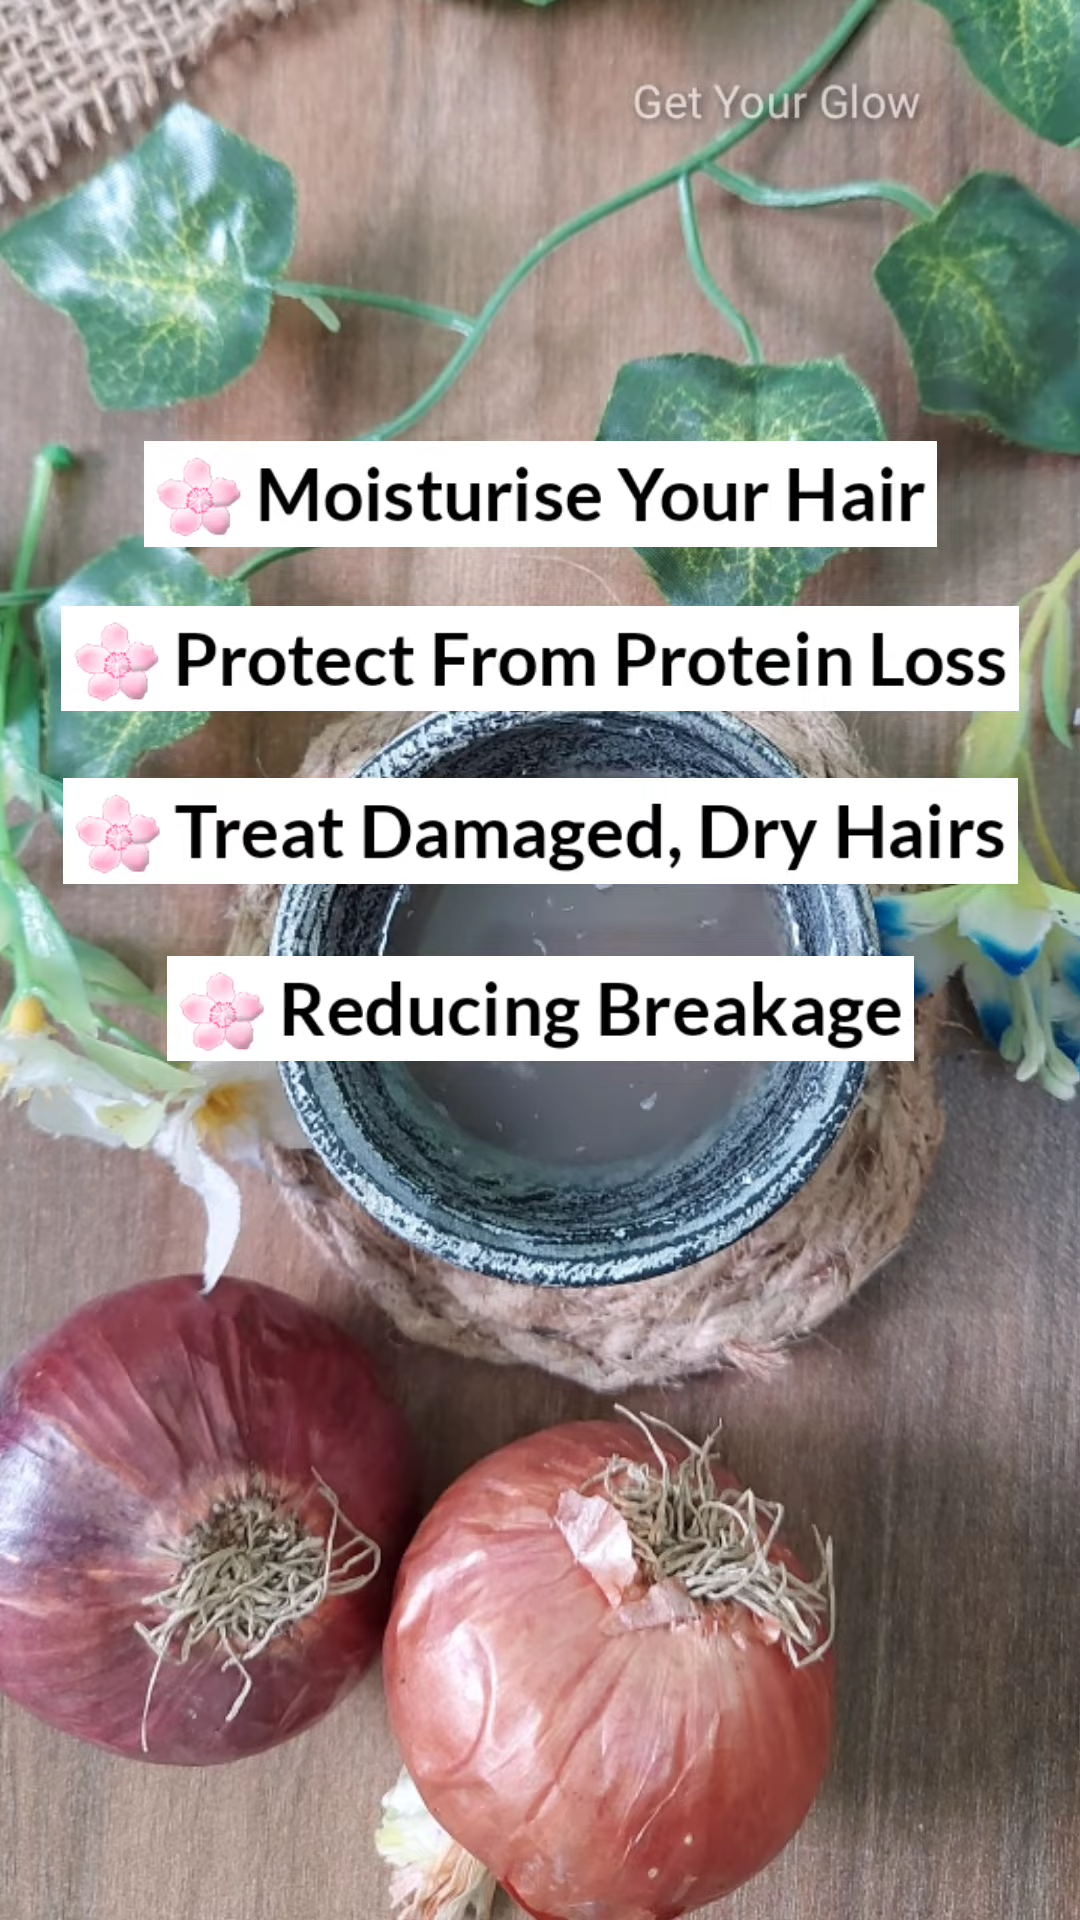 Get Your Glow
🌸 Moisturise Your Hair
🌸 Protect From Protein Loss
🌸 Treat Damaged, Dry Hairs
🌸 Reducing Breakage